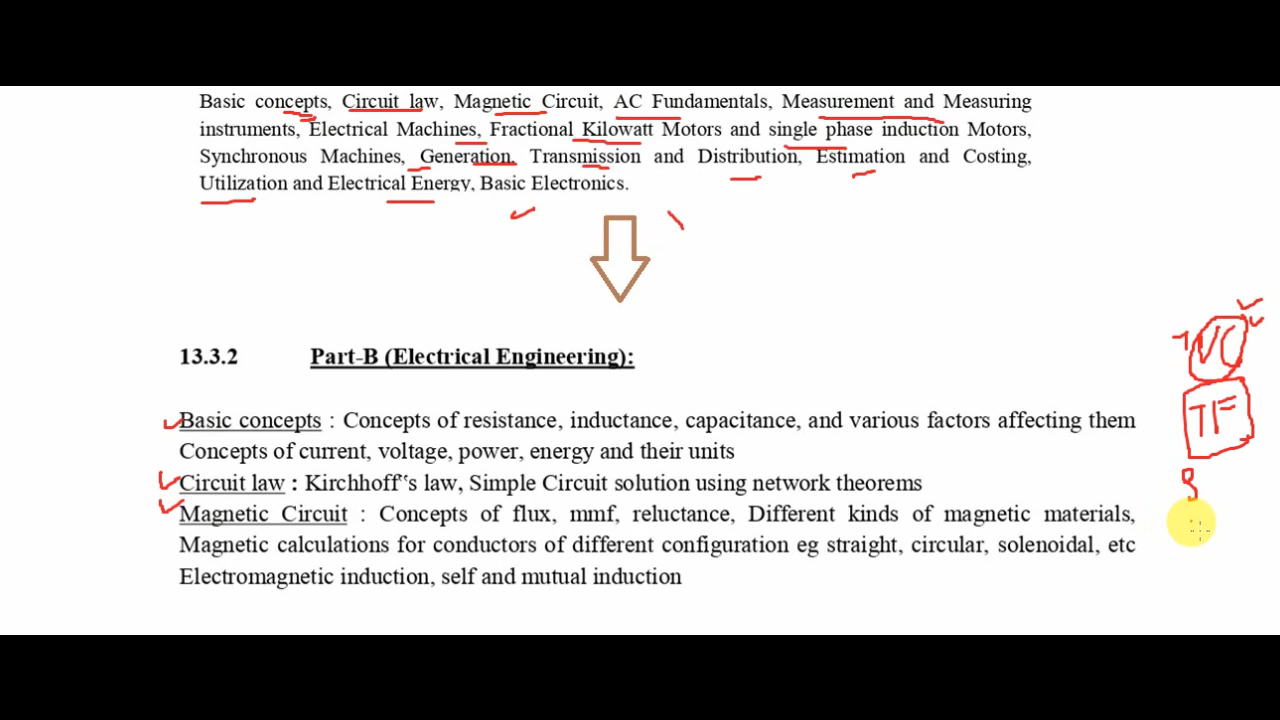 Basic concepts, Circuit law, Magnetic Circuit, AC Fundamentals, Measurement and Measuring
instruments, Electrical Machines, Fractional Kilowatt Motors and single phase induction Motors,
Synchronous Machines, Generation, Transmission and Distribution, Estimation and Costing,
Utilization and Electrical Energy, Basic Electronics.
13.3.2 Part-B (Electrical Engineering):
Basic concepts : Concepts of resistance, inductance, capacitance, and various factors affecting them
Concepts of current, voltage, power, energy and their units
Circuit law : Kirchhoff‟s law, Simple Circuit solution using network theorems
Magnetic Circuit : Concepts of flux, mmf, reluctance, Different kinds of magnetic materials,
Magnetic calculations for conductors of different configuration eg straight, circular, solenoidal, etc
Electromagnetic induction, self and mutual induction
TF